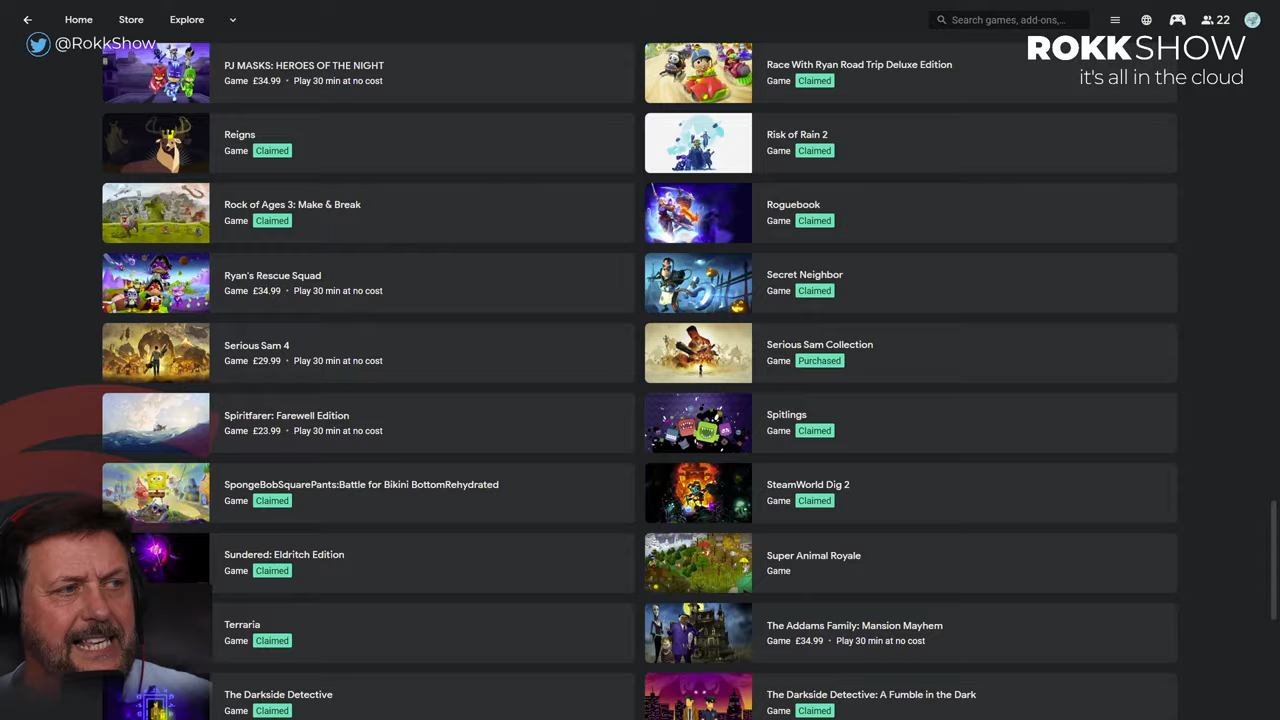 Home Store Explore Search games, add-ons,... 22
@RokkShow
ROKKSHOW
it's all in the cloud
PJ MASKS: HEROES OF THE NIGHT
Game £34.99 · Play 30 min at no cost
Race With Ryan Road Trip Deluxe Edition
Game Claimed
Reigns
Game Claimed
Risk of Rain 2
Game Claimed
Rock of Ages 3: Make & Break
Game Claimed
Roguebook
Game Claimed
Ryan's Rescue Squad
Game £34.99 · Play 30 min at no cost
Secret Neighbor
Game Claimed
Serious Sam 4
Game £29.99 · Play 30 min at no cost
Serious Sam Collection
Game Purchased
Spiritfarer: Farewell Edition
Game £23.99 · Play 30 min at no cost
Spitlings
Game Claimed
SpongeBobSquarePants:Battle for Bikini BottomRehydrated
Game Claimed
SteamWorld Dig 2
Game Claimed
Sundered: Eldritch Edition
Game Claimed
Super Animal Royale
Game
Terraria
Game Claimed
The Addams Family: Mansion Mayhem
Game £34.99 · Play 30 min at no cost
The Darkside Detective
Game Claimed
The Darkside Detective: A Fumble in the Dark
Game Claimed